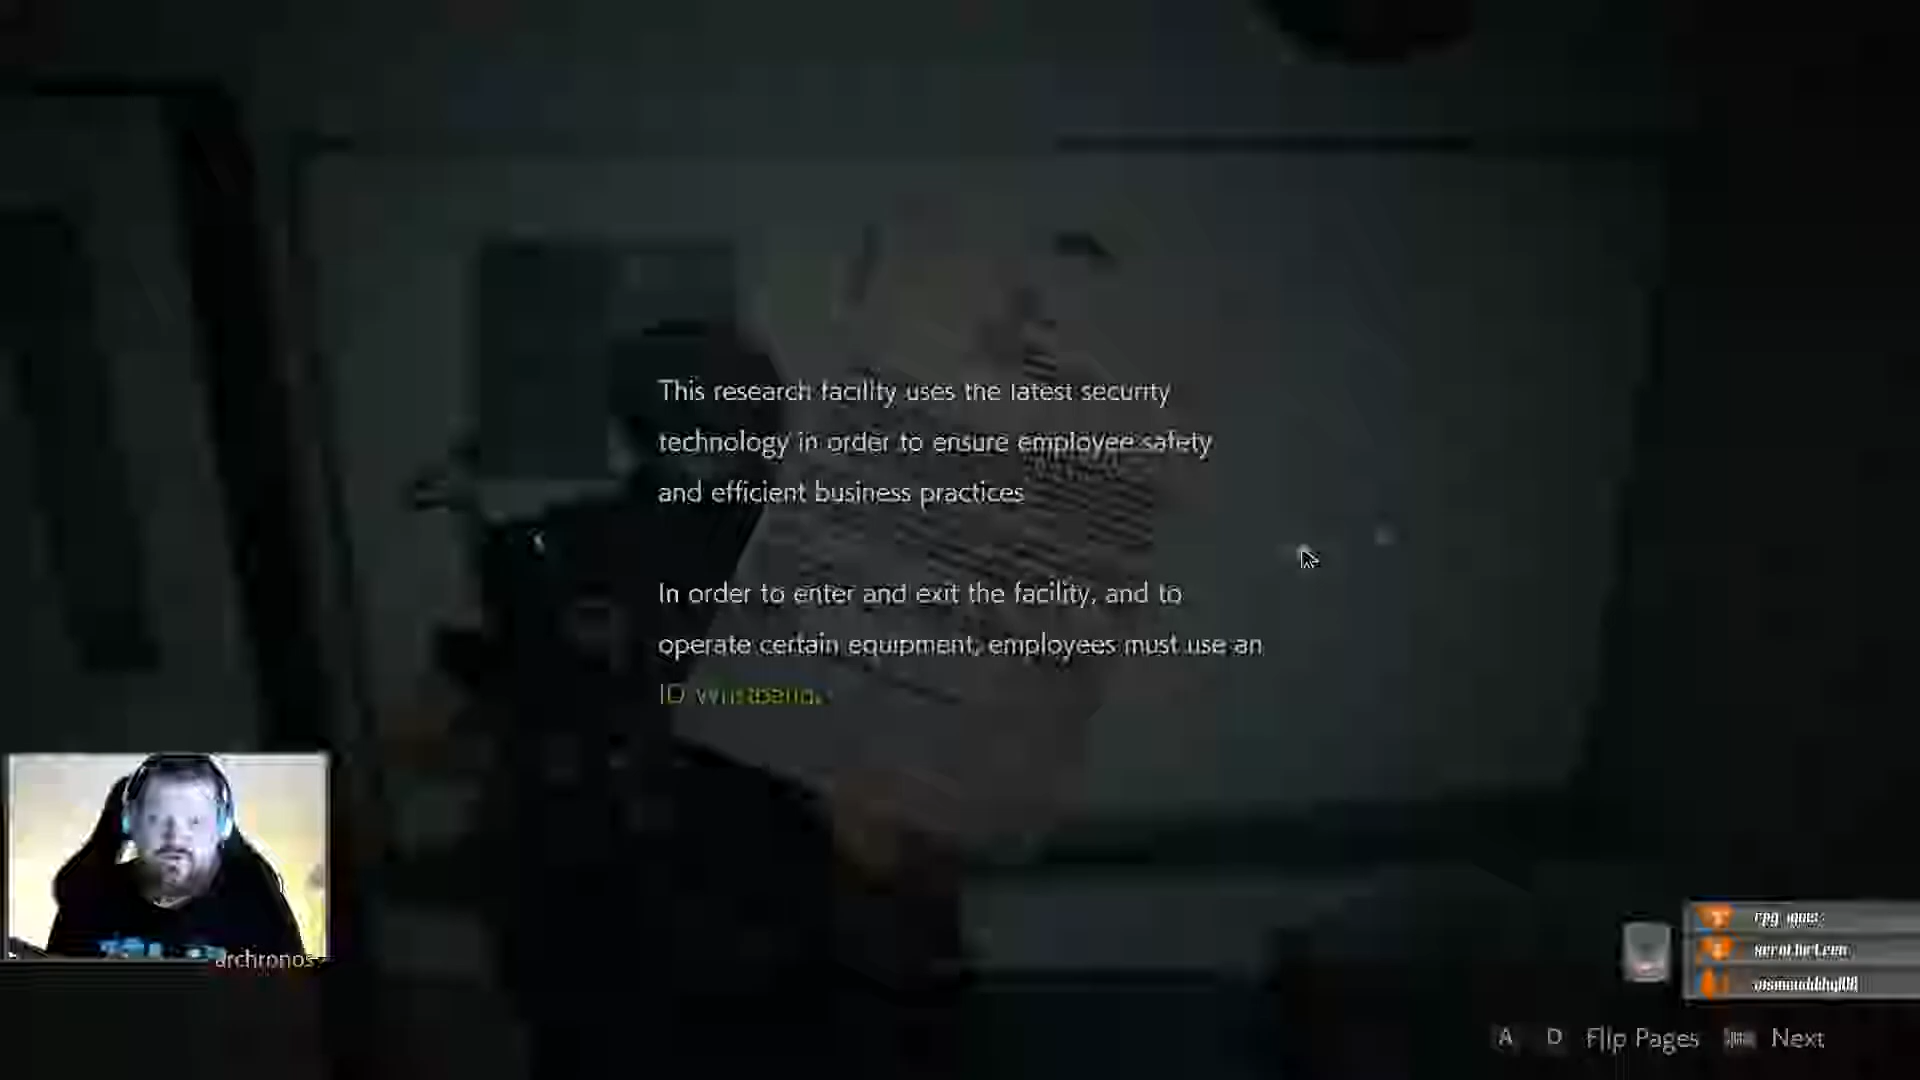 This research facility uses the latest security
technology in order to ensure employee safety
and efficient business practices
In order to enter and exit the facility, and to
operate certain equipment, employees must use an
ID Wristband.
archronos
A D Flip Pages Next